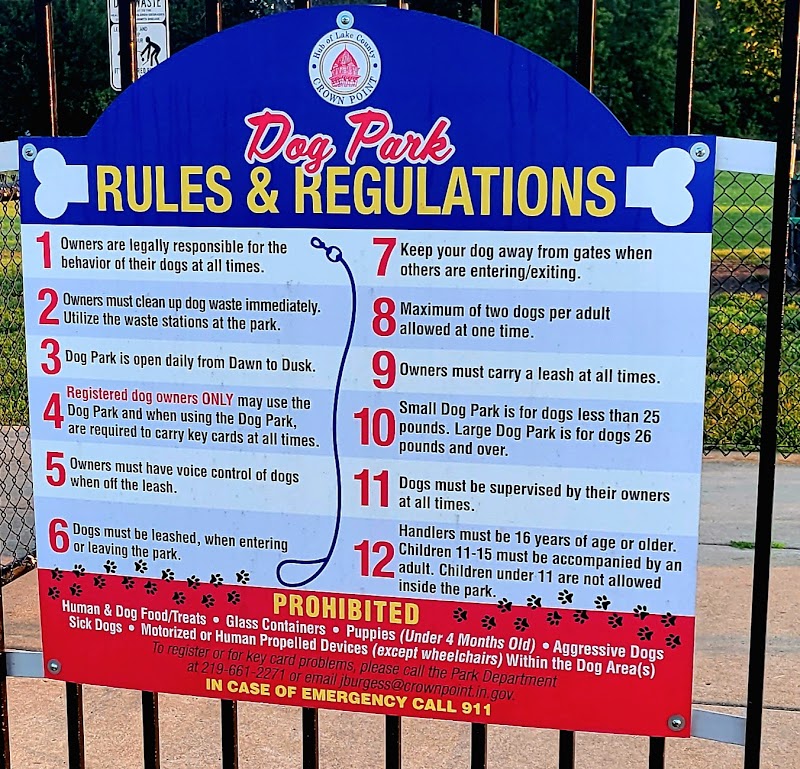 WASTE
Hub of Lake County
CROWN POINT
Dog Park
RULES & REGULATIONS
1 Owners are legally responsible for the
behavior of their dogs at all times.
2 Owners must clean up dog waste immediately.
Utilize the waste stations at the park.
3 Dog Park is open daily from Dawn to Dusk.
4 Registered dog owners ONLY may use the
Dog Park and when using the Dog Park,
are required to carry key cards at all times.
5 Owners must have voice control of dogs
when off the leash.
6 Dogs must be leashed, when entering
or leaving the park.
7 Keep your dog away from gates when
others are entering/exiting.
8 Maximum of two dogs per adult
allowed at one time.
9 Owners must carry a leash at all times.
10 Small Dog Park is for dogs less than 25
pounds. Large Dog Park is for dogs 26
pounds and over.
11 Dogs must be supervised by their owners
at all times.
12 Handlers must be 16 years of age or older.
Children 11-15 must be accompanied by an
adult. Children under 11 are not allowed
inside the park.
PROHIBITED
Human & Dog Food/Treats • Glass Containers • Puppies (Under 4 Months Old) • Aggressive Dogs
Sick Dogs • Motorized or Human Propelled Devices (except wheelchairs) Within the Dog Area(s)
To register or for key card problems, please call the Park Department
at 219-661-2271 or email jburgess@crownpoint.in.gov.
IN CASE OF EMERGENCY CALL 911